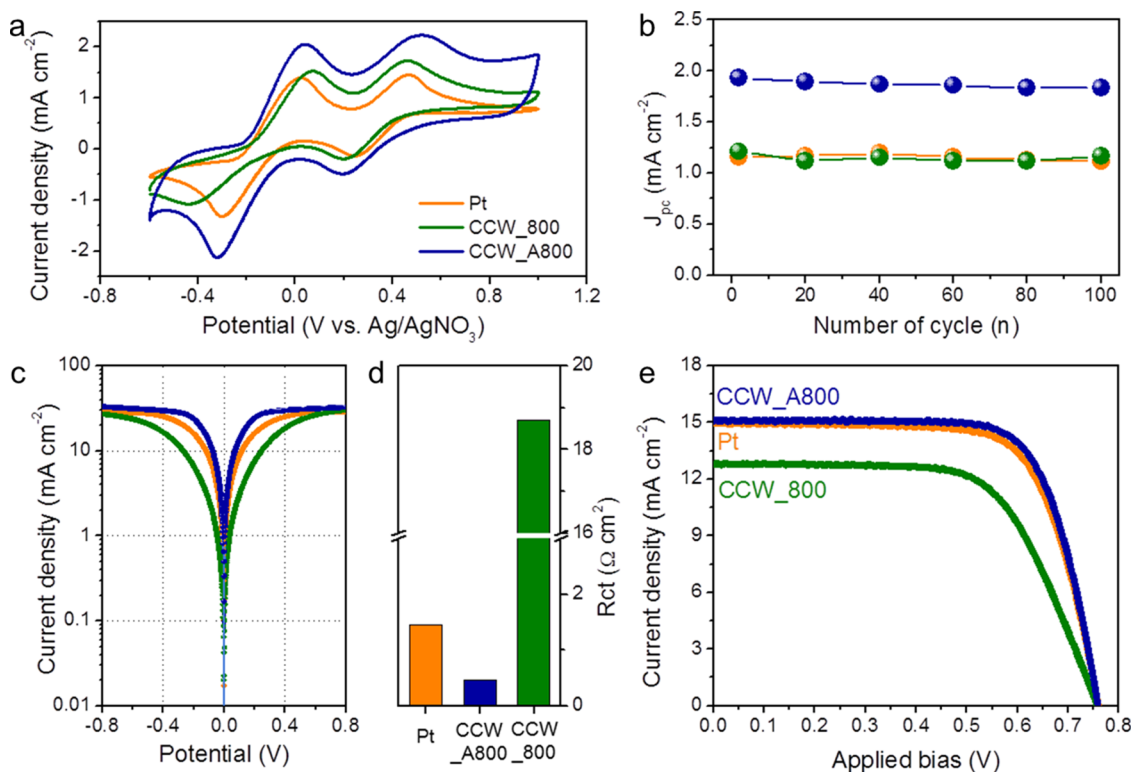 a
Current density (mA cm⁻²)
2
1
0
-1
-2
Pt
CCW_800
CCW_A800
-0.8 -0.4 0.0 0.4 0.8 1.2
Potential (V vs. Ag/AgNO₃)
b
J_pc (mA cm⁻²)
2.5
2.0
1.5
1.0
0.5
0.0
0 20 40 60 80 100
Number of cycle (n)
c
Current density (mA cm⁻²)
100
10
1
0.1
0.01
-0.8 -0.4 0.0 0.4 0.8
Potential (V)
d
20
18
16
2
0
Rct (Ω cm²)
Pt
CCW
_A800
CCW
_800
e
Current density (mA cm⁻²)
18
15
12
9
6
3
0
CCW_A800
Pt
CCW_800
0.0 0.1 0.2 0.3 0.4 0.5 0.6 0.7 0.8
Applied bias (V)